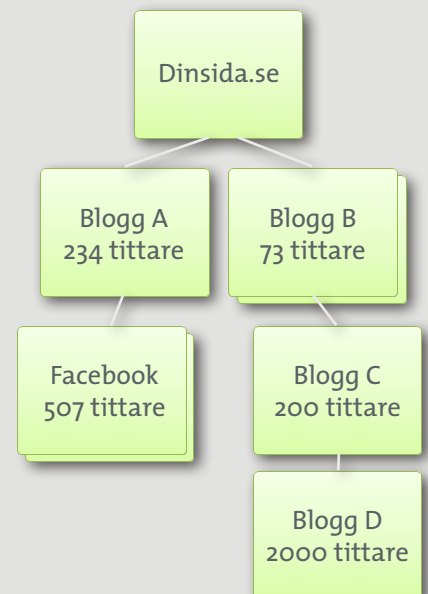 Dinsida.se
Blogg A
234 tittare
Blogg B
73 tittare
Facebook
507 tittare
Blogg C
200 tittare
Blogg D
2000 tittare